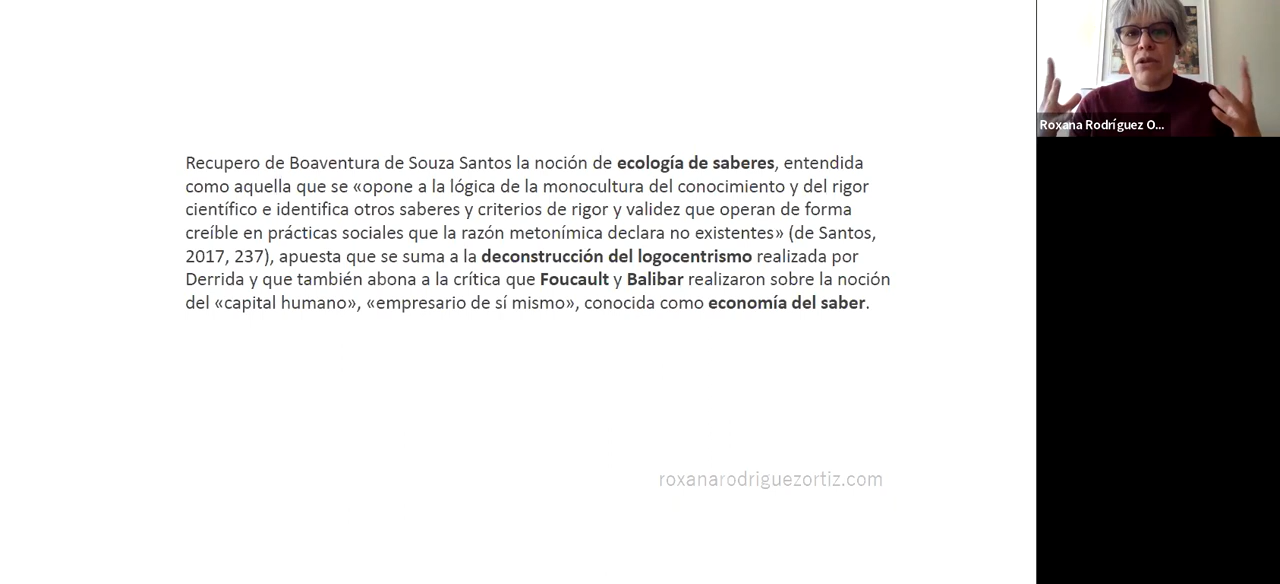 Recupero de Boaventura de Souza Santos la noción de ecología de saberes, entendida
como aquella que se «opone a la lógica de la monocultura del conocimiento y del rigor
científico e identifica otros saberes y criterios de rigor y validez que operan de forma
creíble en prácticas sociales que la razón metonímica declara no existentes» (de Santos,
2017, 237), apuesta que se suma a la deconstrucción del logocentrismo realizada por
Derrida y que también abona a la crítica que Foucault y Balibar realizaron sobre la noción
del «capital humano», «empresario de sí mismo», conocida como economía del saber.
roxanarodriguezortiz.com
Roxana Rodríguez O...